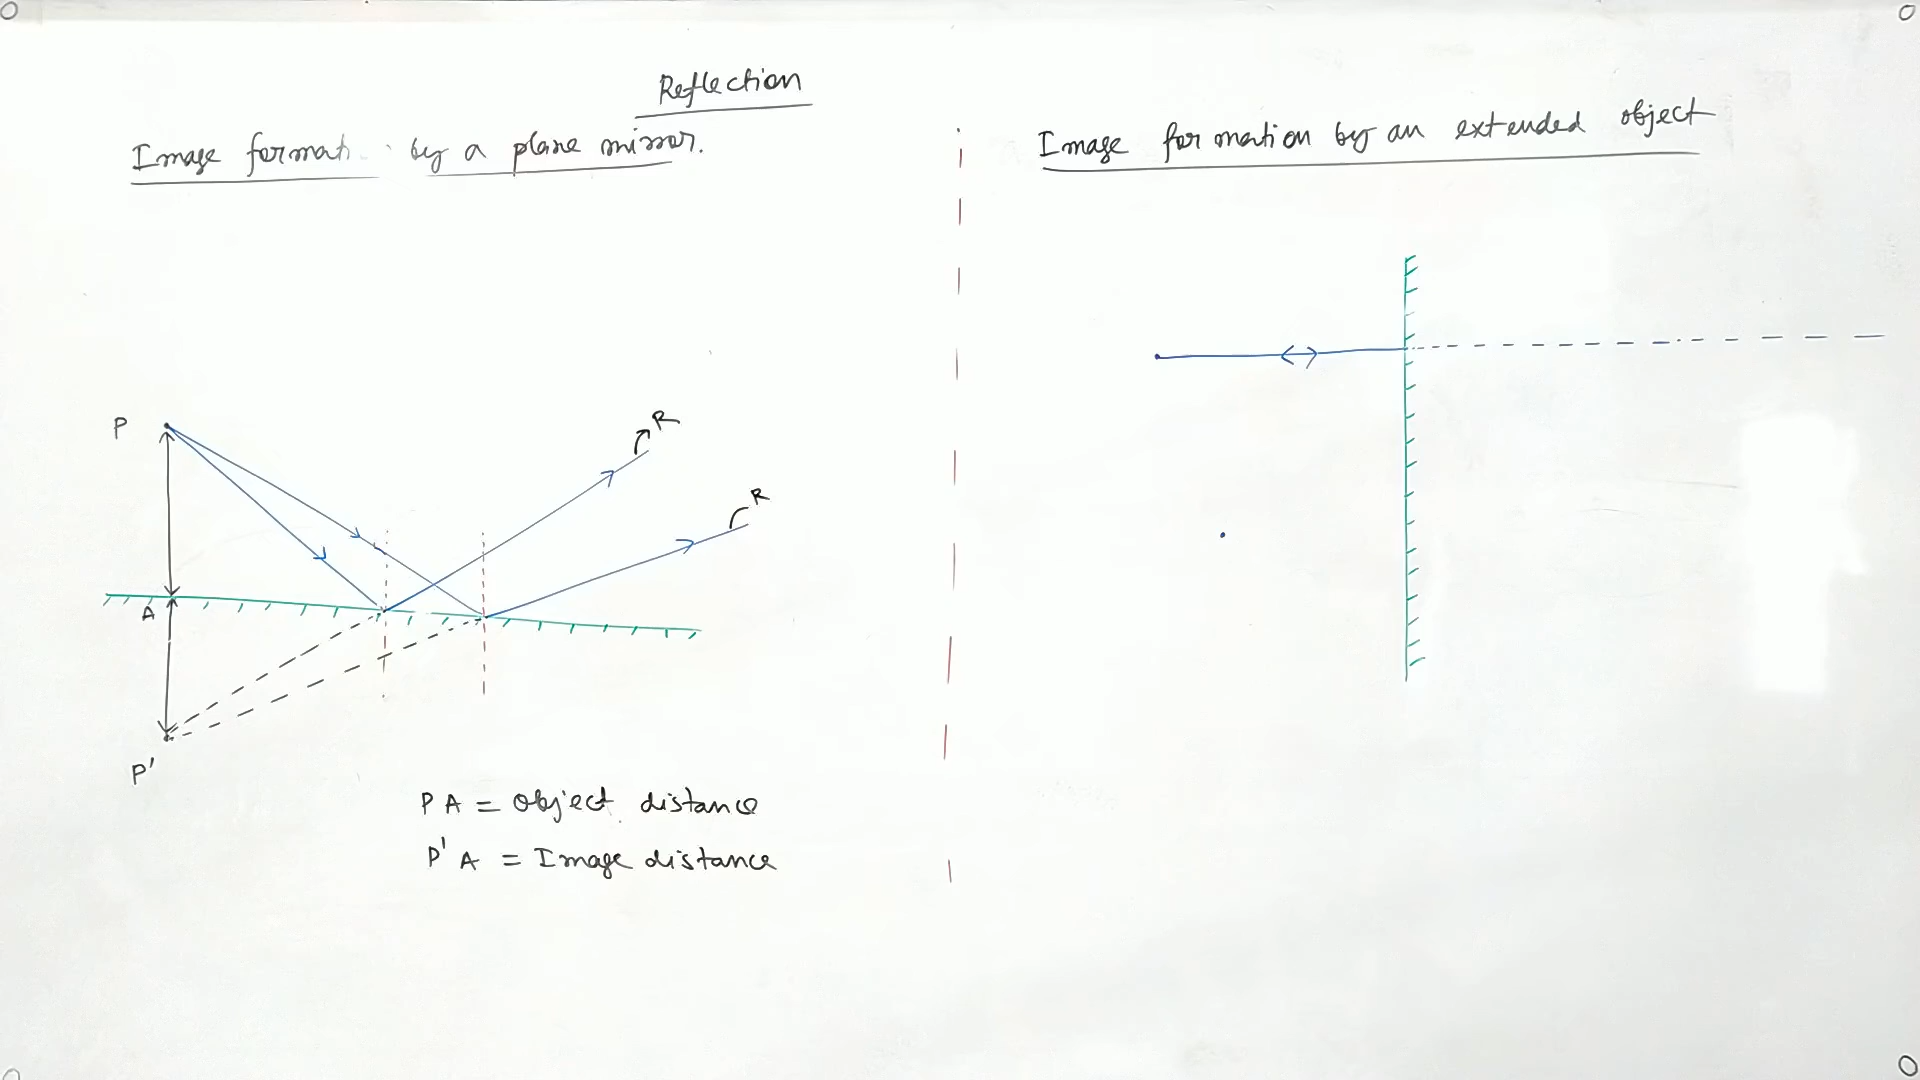 Reflection
Image formati by a plane mirror.
P
R
R
A
P'
PA = Object distance
P'A = Image distance
Image formation by an extended object